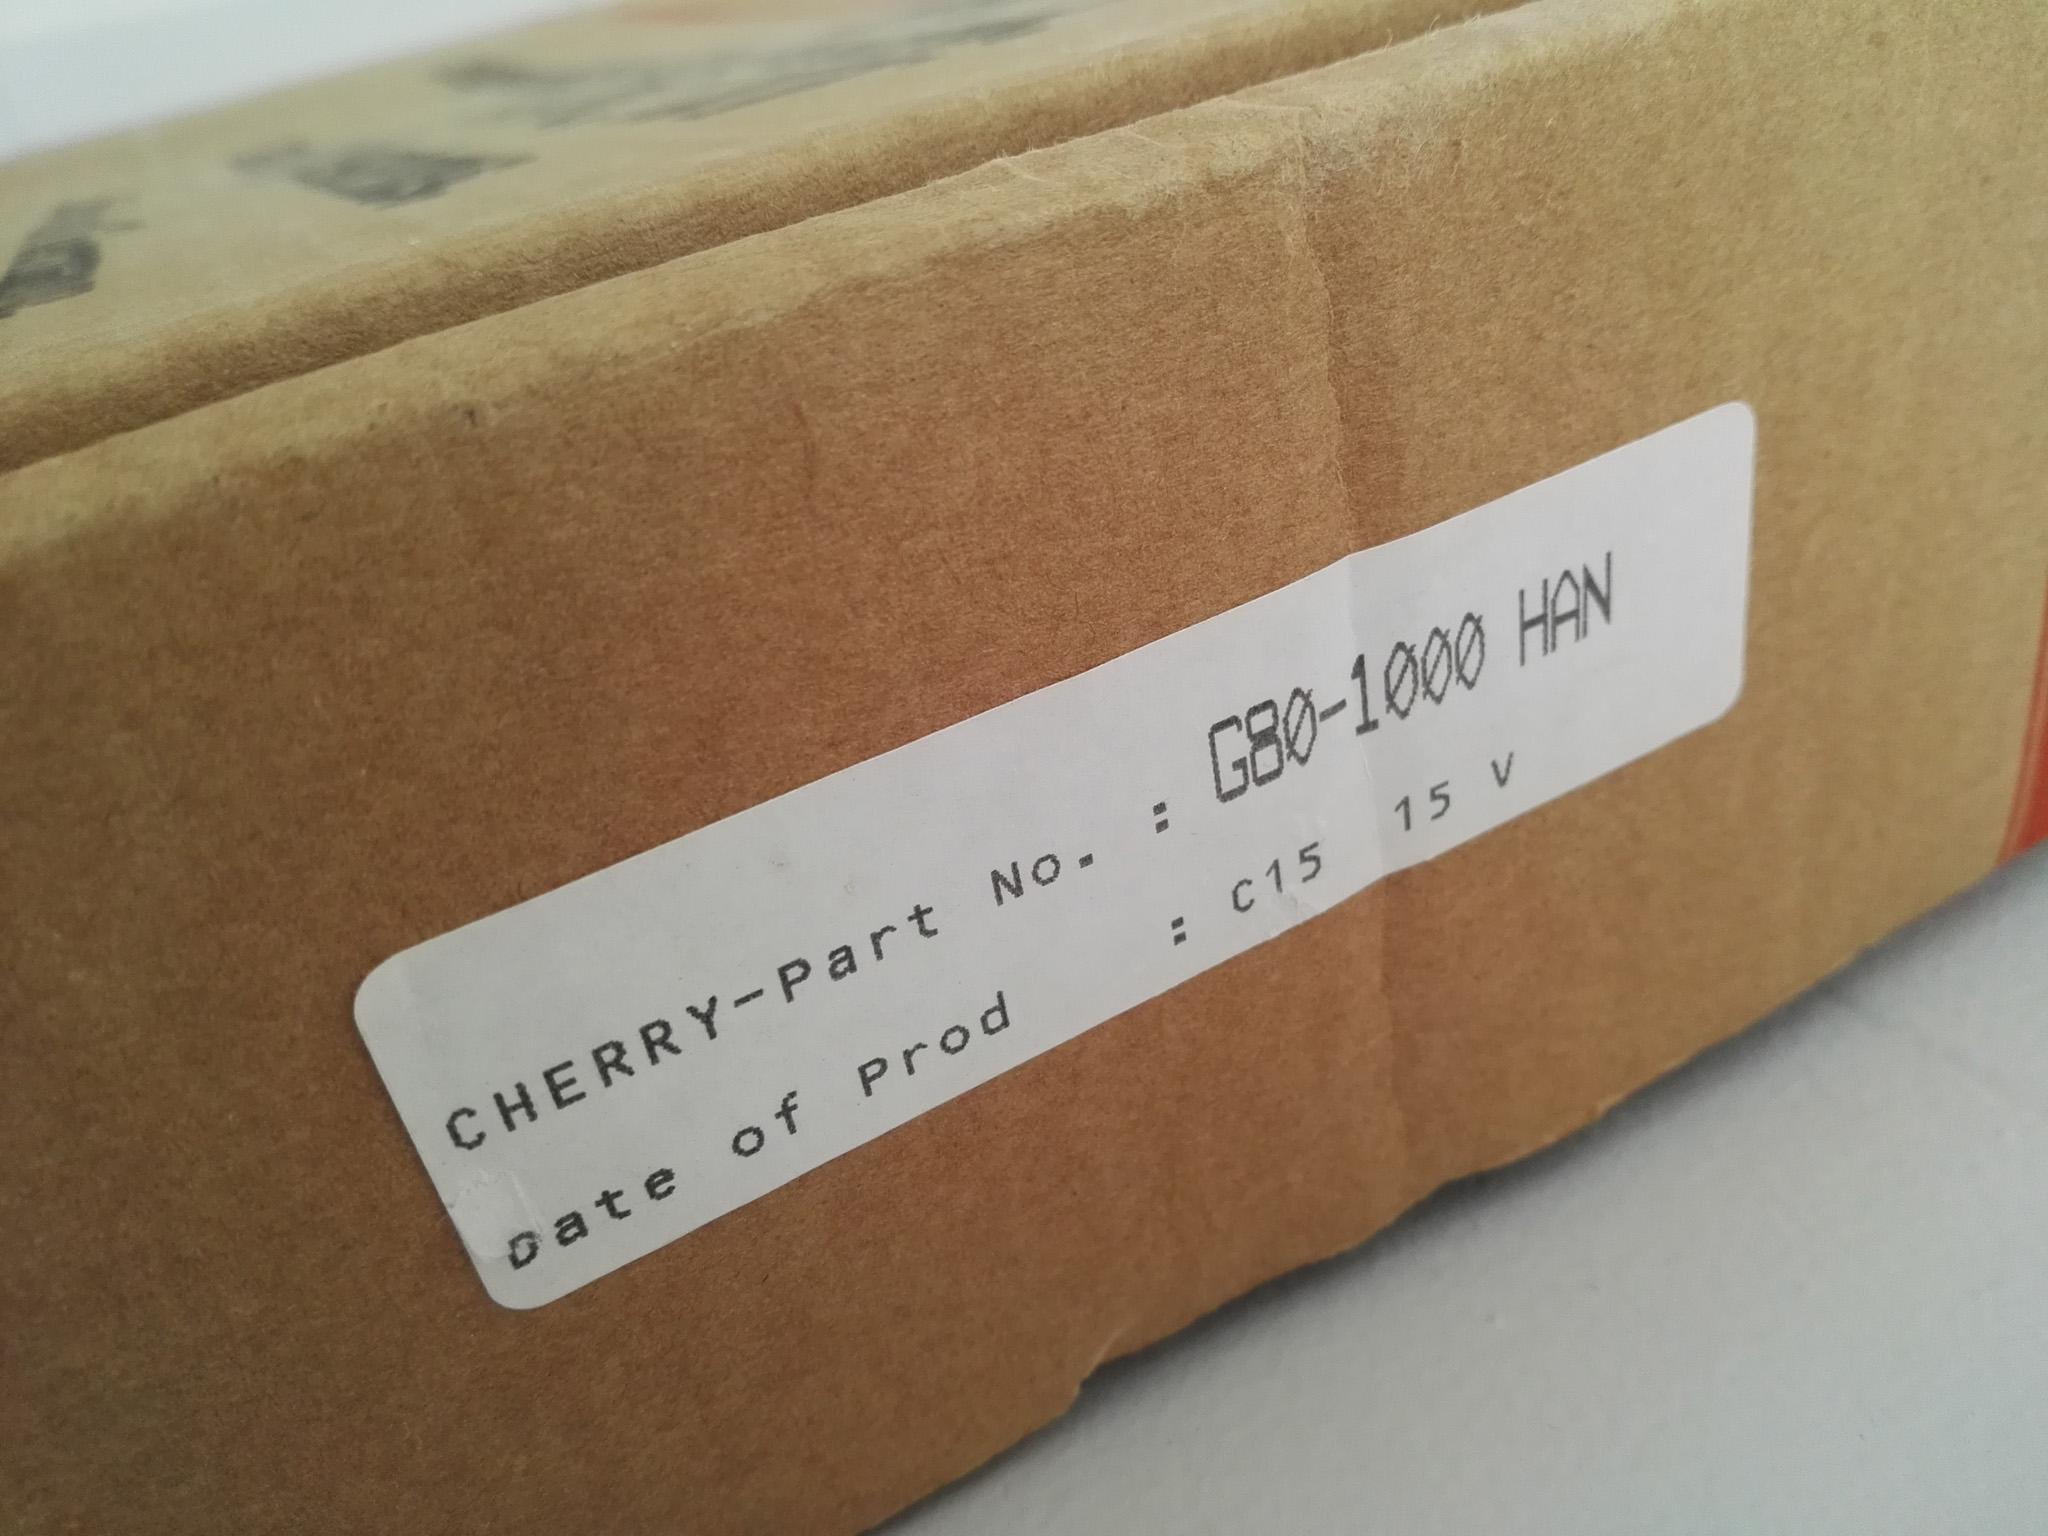 CHERRY-Part No. : G80-1000 HAN
Date of Prod : C15 15 V